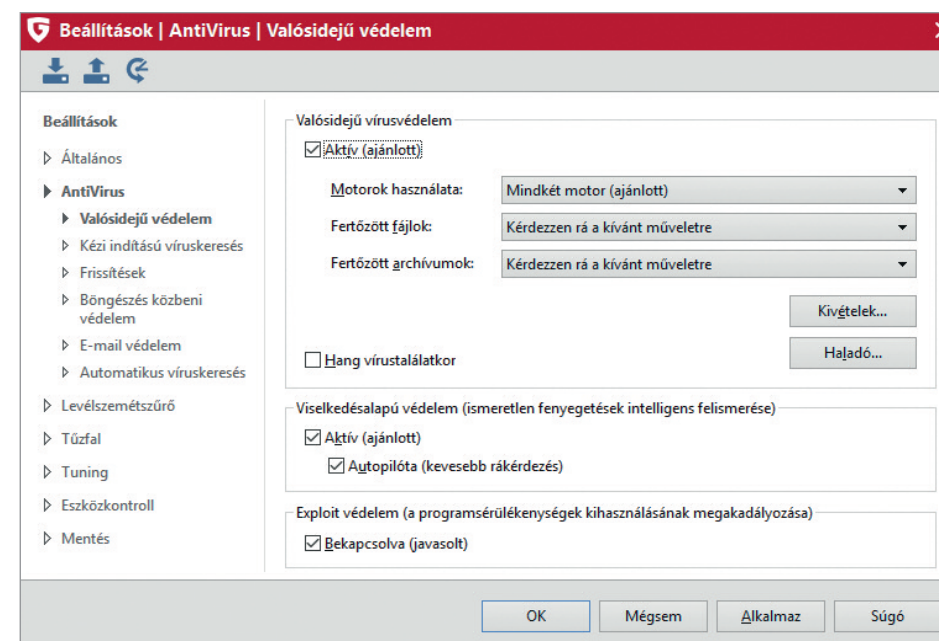 Beállítások | AntiVirus | Valósidejű védelem
Beállítások
Általános
AntiVirus
Valósidejű védelem
Kézi indítású víruskeresés
Frissítések
Böngészés közbeni
védelem
E-mail védelem
Automatikus víruskeresés
Levélszemétszűrő
Tűzfal
Tuning
Eszközkontroll
Mentés
Valósidejű vírusvédelem
Aktív (ajánlott)
Motorok használata:
Mindkét motor (ajánlott)
Fertőzött fájlok:
Kérdezzen rá a kívánt műveletre
Fertőzött archívumok:
Kérdezzen rá a kívánt műveletre
Kivételek...
Hang vírustalálatkor
Haladó...
Viselkedésalapú védelem (ismeretlen fenyegetések intelligens felismerése)
Aktív (ajánlott)
Autopilóta (kevesebb rákérdezés)
Exploit védelem (a programsérülékenységek kihasználásának megakadályozása)
Bekapcsolva (javasolt)
OK
Mégsem
Alkalmaz
Súgó